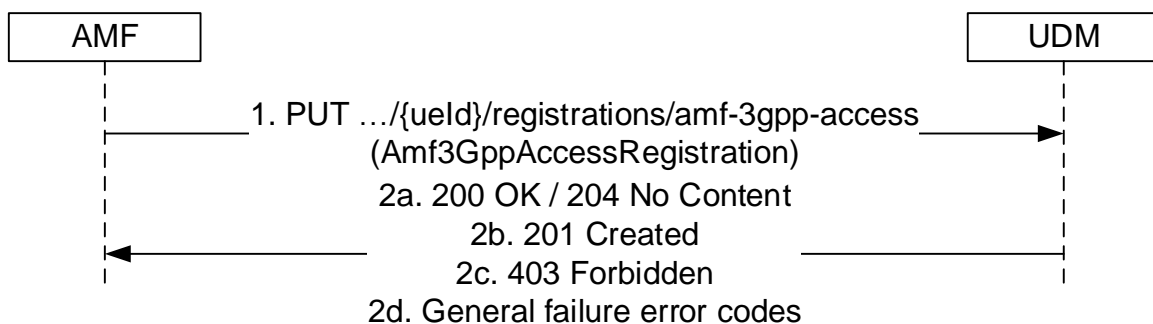 AMF
UDM
1. PUT …/{ueId}/registrations/amf-3gpp-access
(Amf3GppAccessRegistration)
2a. 200 OK / 204 No Content
2b. 201 Created
2c. 403 Forbidden
2d. General failure error codes